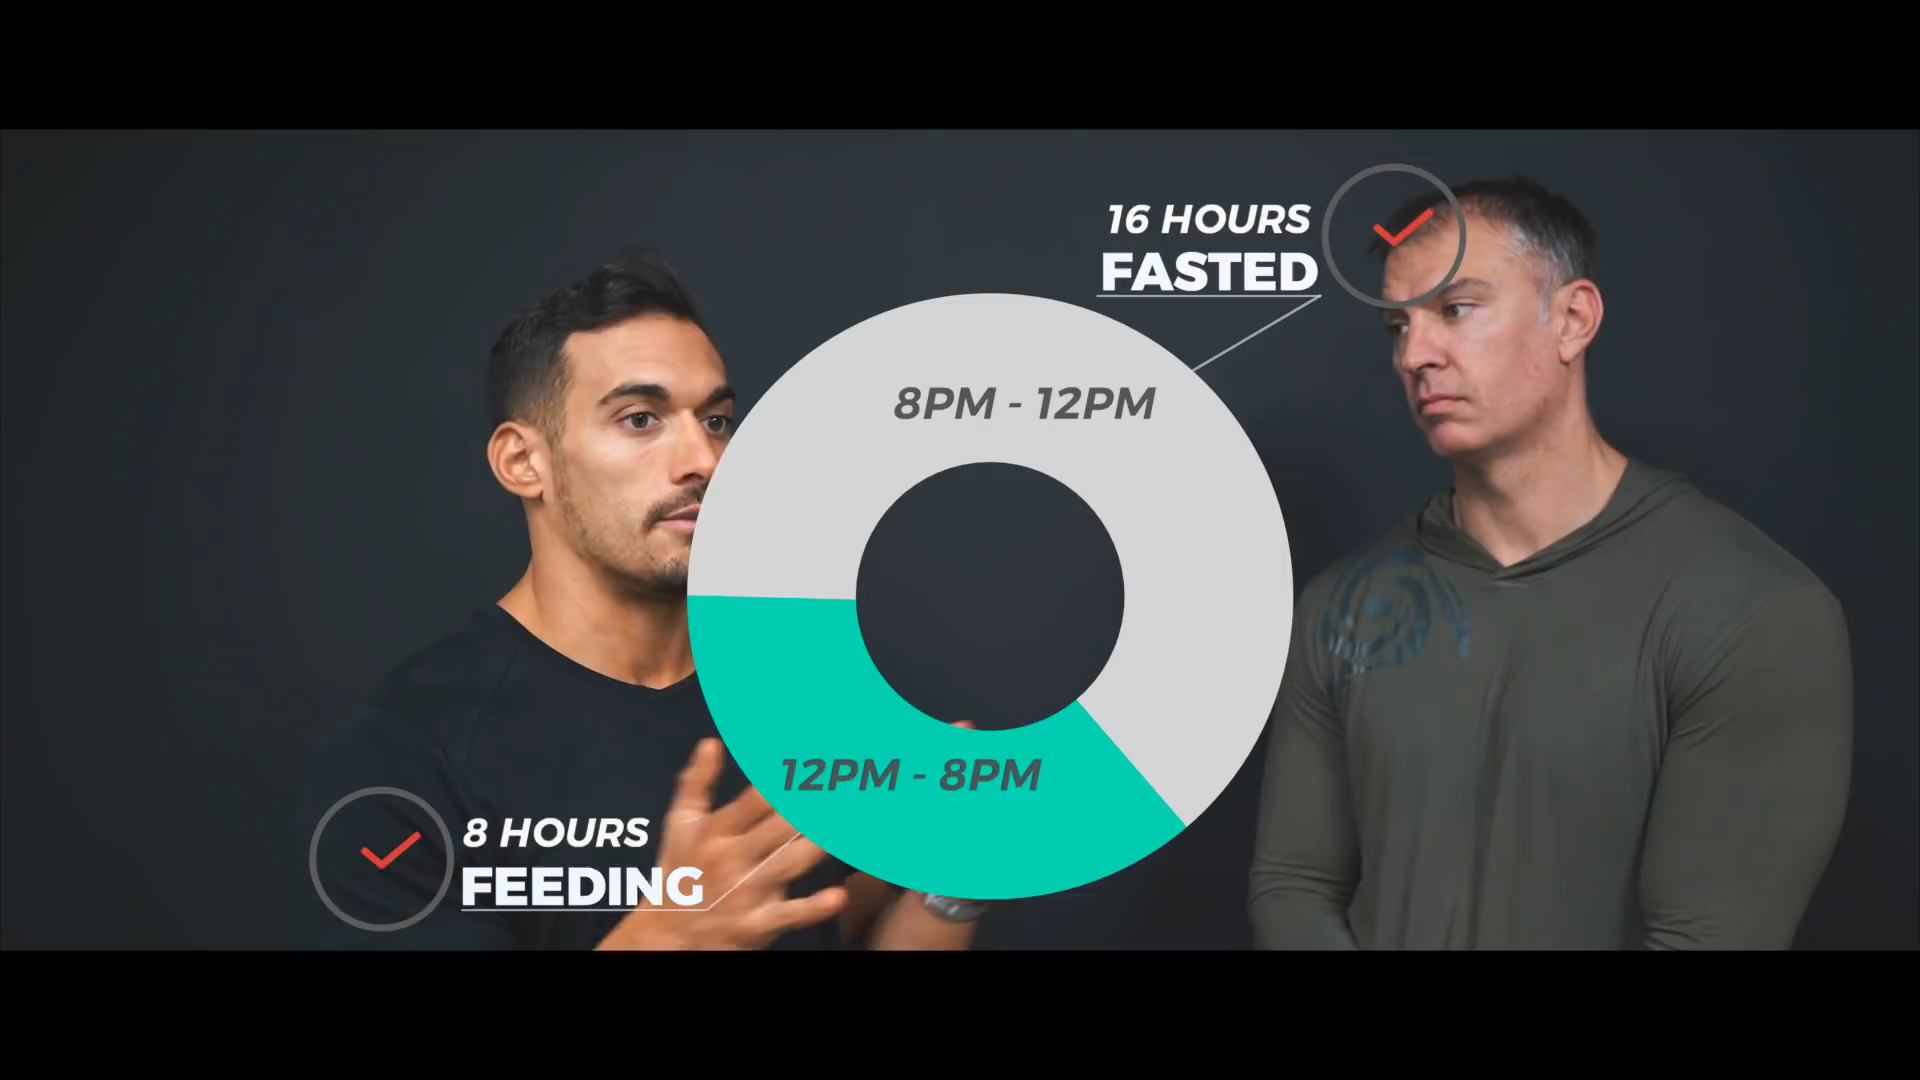 16 HOURS
FASTED
8PM - 12PM
12PM - 8PM
8 HOURS
FEEDING